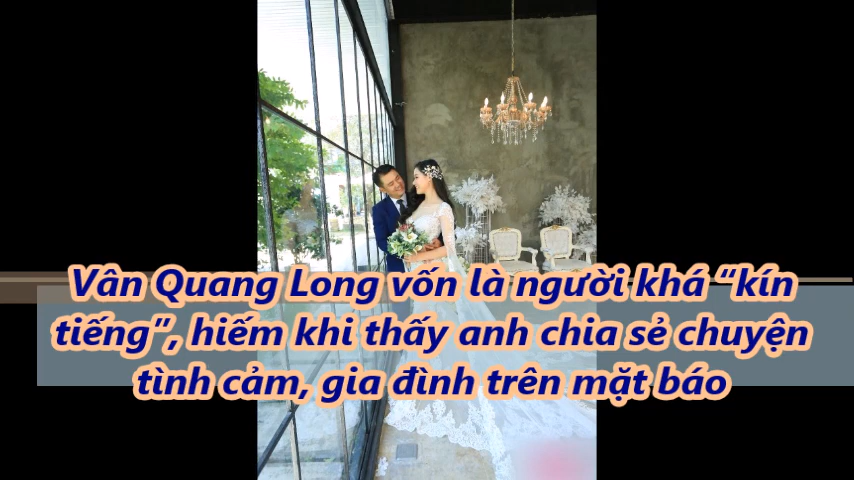 Vân Quang Long vốn là người khá “kín
tiếng”, hiếm khi thấy anh chia sẻ chuyện
tình cảm, gia đình trên mặt báo